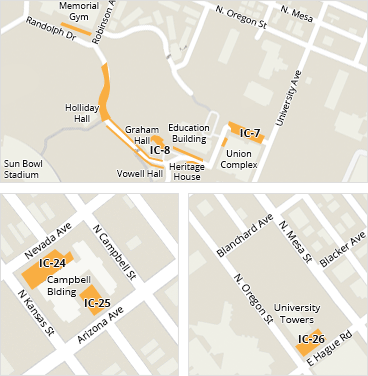 Memorial
Gym
Randolph Dr
Robinson A
N. Oregon St
N. Mesa
University Ave
Holliday
Hall
Graham
Hall
Education
Building
IC-7
IC-8
Union
Complex
Sun Bowl
Stadium
Vowell Hall
Heritage
House
Nevada Ave
N Campbell St
IC-24
Campbell
Blding
IC-25
N Kansas St
Arizona Ave
Blanchard Ave
N. Mesa St
Blacker Ave
N. Oregon St
University
Towers
IC-26
E Hague Rd